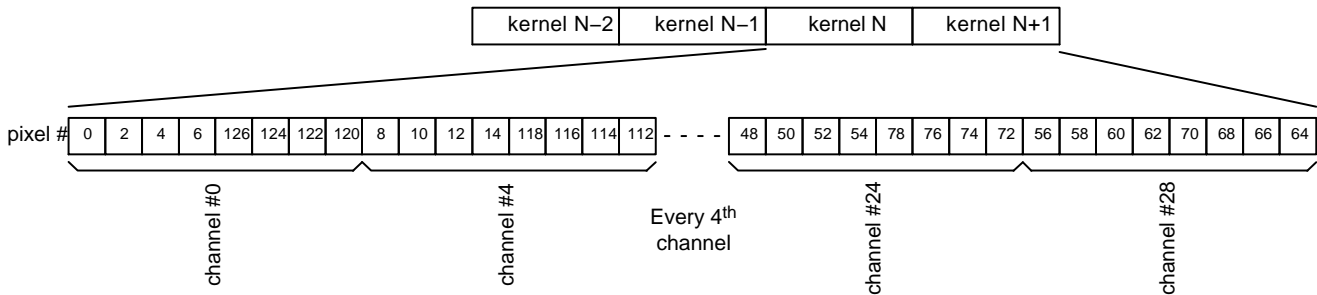 kernel N−2 kernel N−1 kernel N kernel N+1
pixel # 0 2 4 6 126 124 122 120 8 10 12 14 118 116 114 112 - - - - 48 50 52 54 78 76 74 72 56 58 60 62 70 68 66 64
channel #0
channel #4
Every 4th
channel
channel #24
channel #28